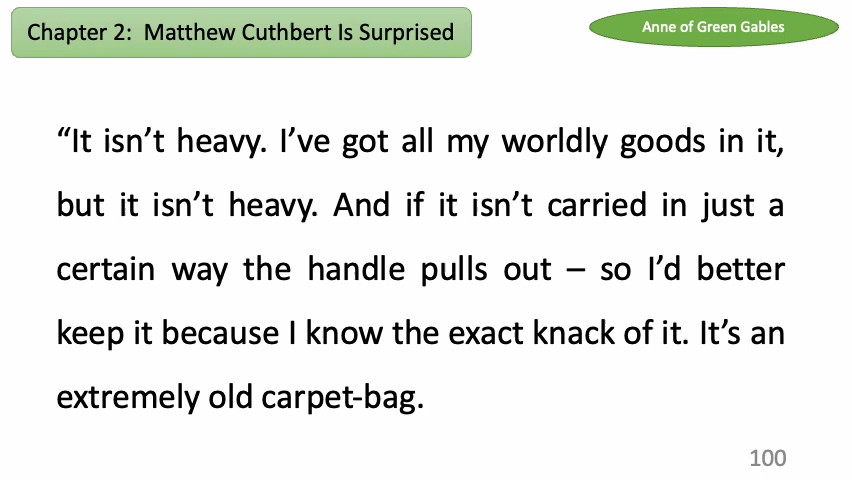 Chapter 2:  Matthew Cuthbert Is Surprised
Anne of Green Gables
“It isn’t heavy. I’ve got all my worldly goods in it,
but it isn’t heavy. And if it isn’t carried in just a
certain way the handle pulls out – so I’d better
keep it because I know the exact knack of it. It’s an
extremely old carpet-bag.
100